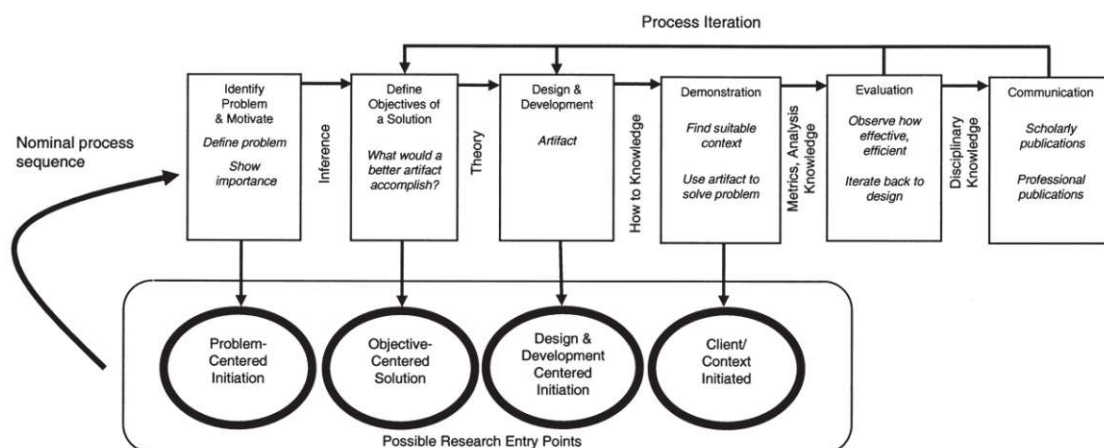 Process Iteration
Nominal process
sequence
Identify
Problem
& Motivate
Define problem
Show
importance
Inference
Define
Objectives of
a Solution
What would a
better artifact
accomplish?
Theory
Design &
Development
Artifact
How to Knowledge
Demonstration
Find suitable
context
Use artifact to
solve problem
Metrics, Analysis
Knowledge
Evaluation
Observe how
effective,
efficient
Iterate back to
design
Disciplinary
Knowledge
Communication
Scholarly
publications
Professional
publications
Problem-
Centered
Initiation
Objective-
Centered
Solution
Design &
Development
Centered
Initiation
Client/
Context
Initiated
Possible Research Entry Points